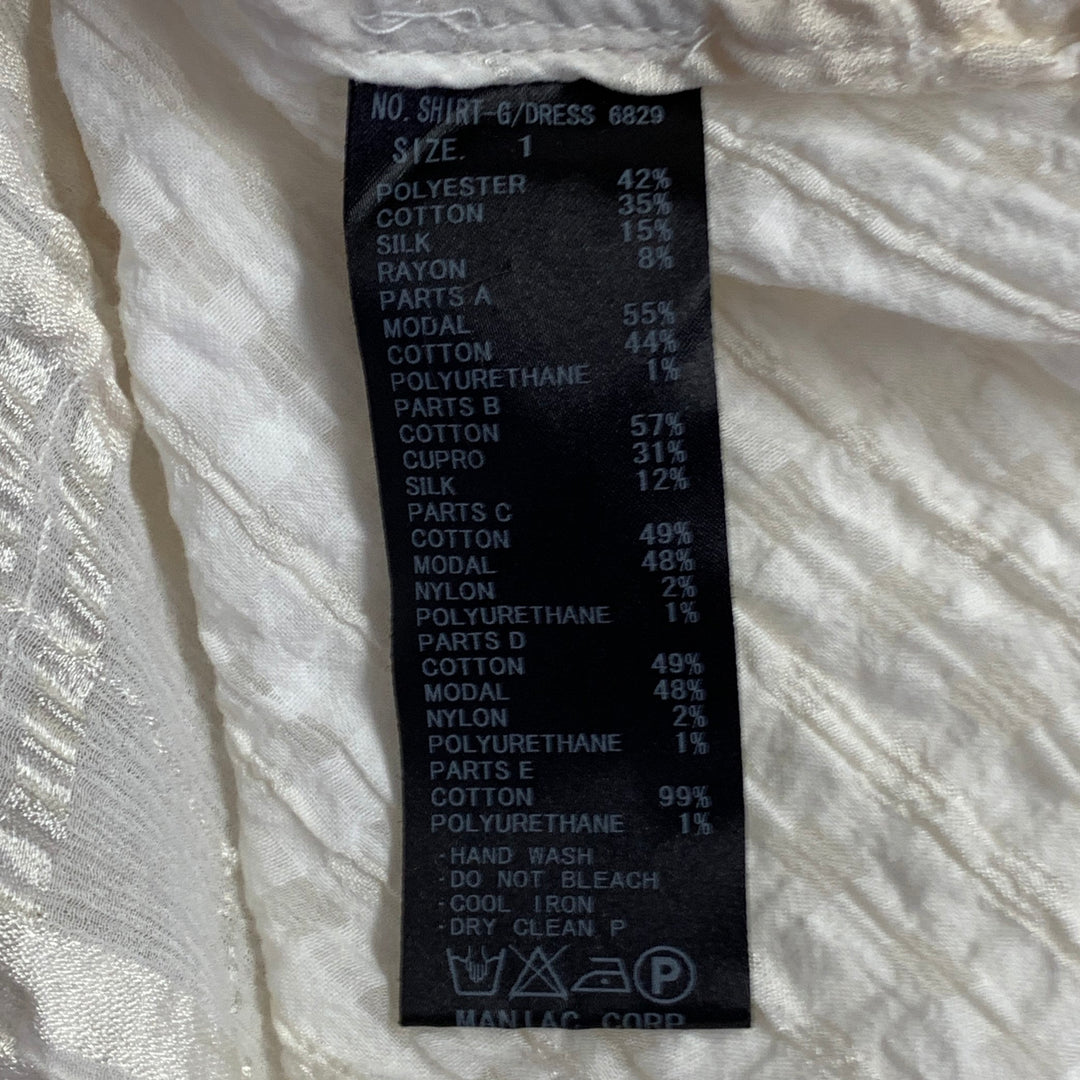 NO. SHIRT-G/DRESS 6829
SIZE. 1
POLYESTER 42%
COTTON 35%
SILK 15%
RAYON 8%
PARTS A
MODAL 55%
COTTON 44%
POLYURETHANE 1%
PARTS B
COTTON 57%
CUPRO 31%
SILK 12%
PARTS C
COTTON 49%
MODAL 48%
NYLON 2%
POLYURETHANE 1%
PARTS D
COTTON 49%
MODAL 48%
NYLON 2%
POLYURETHANE 1%
PARTS E
COTTON 99%
POLYURETHANE 1%
·HAND WASH
·DO NOT BLEACH
·COOL IRON
·DRY CLEAN P
P
MANIAC CORP